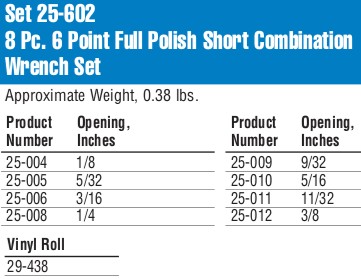 Set 25-602
8 Pc. 6 Point Full Polish Short Combination
Wrench Set
Approximate Weight, 0.38 lbs.
Product Opening,
Number Inches
25-004 1/8
25-005 5/32
25-006 3/16
25-008 1/4
Product Opening,
Number Inches
25-009 9/32
25-010 5/16
25-011 11/32
25-012 3/8
Vinyl Roll
29-438